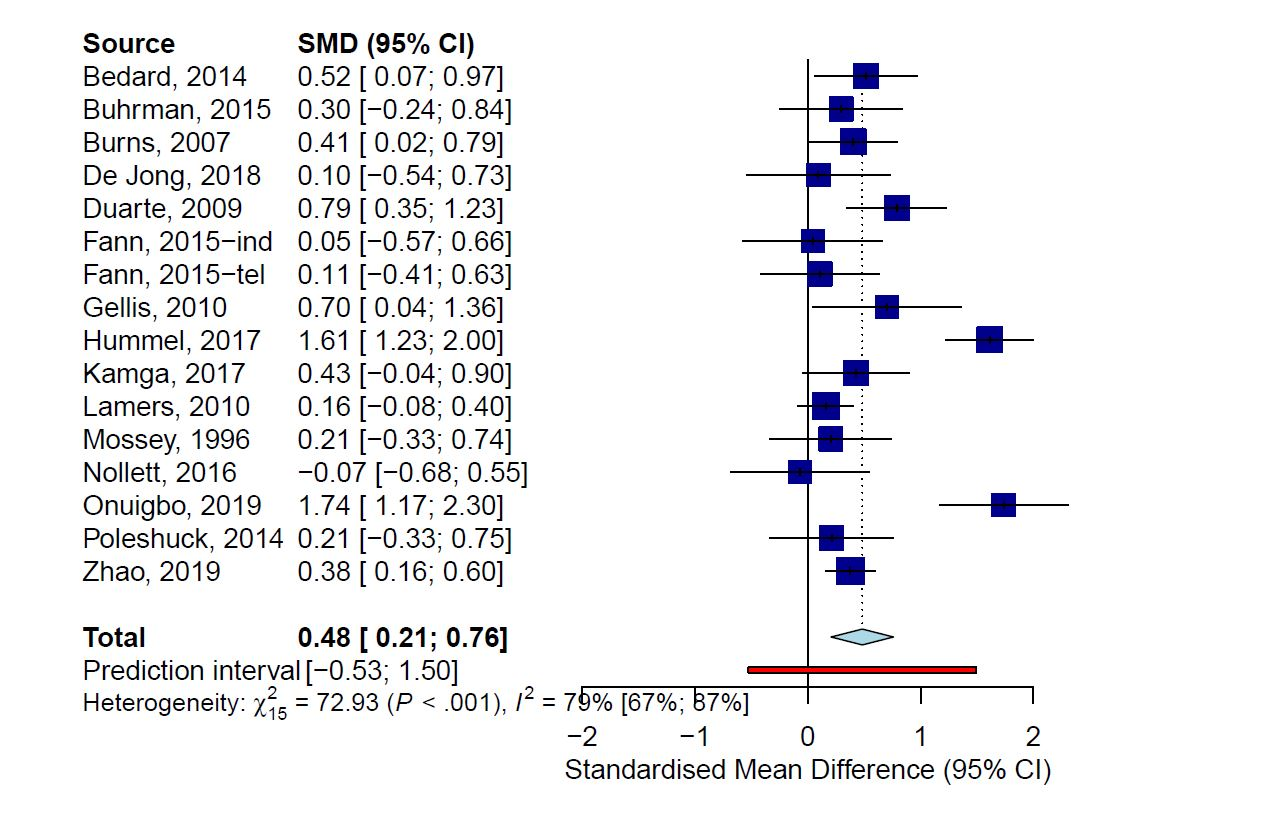 Source SMD (95% CI)
Bedard, 2014 0.52 [ 0.07; 0.97]
Buhrman, 2015 0.30 [−0.24; 0.84]
Burns, 2007 0.41 [ 0.02; 0.79]
De Jong, 2018 0.10 [−0.54; 0.73]
Duarte, 2009 0.79 [ 0.35; 1.23]
Fann, 2015−ind 0.05 [−0.57; 0.66]
Fann, 2015−tel 0.11 [−0.41; 0.63]
Gellis, 2010 0.70 [ 0.04; 1.36]
Hummel, 2017 1.61 [ 1.23; 2.00]
Kamga, 2017 0.43 [−0.04; 0.90]
Lamers, 2010 0.16 [−0.08; 0.40]
Mossey, 1996 0.21 [−0.33; 0.74]
Nollett, 2016 −0.07 [−0.68; 0.55]
Onuigbo, 2019 1.74 [ 1.17; 2.30]
Poleshuck, 2014 0.21 [−0.33; 0.75]
Zhao, 2019 0.38 [ 0.16; 0.60]
Total 0.48 [ 0.21; 0.76]
Prediction interval [−0.53; 1.50]
Heterogeneity: χ²₁₅ = 72.93 (P < .001), I² = 79% [67%; 87%]
−2 −1 0 1 2
Standardised Mean Difference (95% CI)